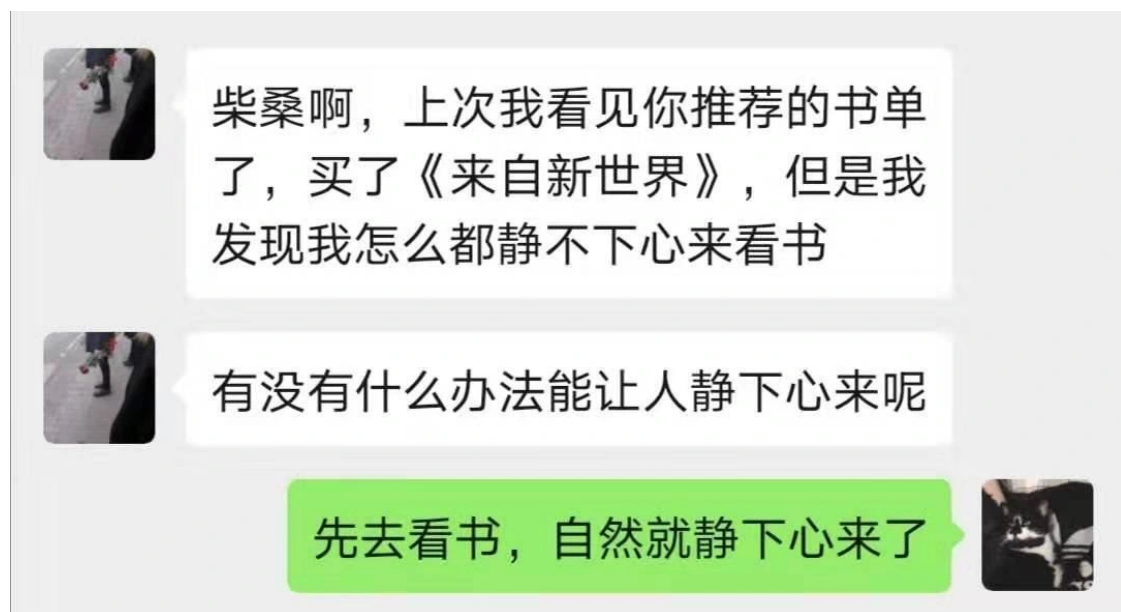 柴桑啊，上次我看见你推荐的书单
了，买了《来自新世界》，但是我
发现我怎么都静不下心来看书
有没有什么办法能让人静下心来呢
先去看书，自然就静下心来了